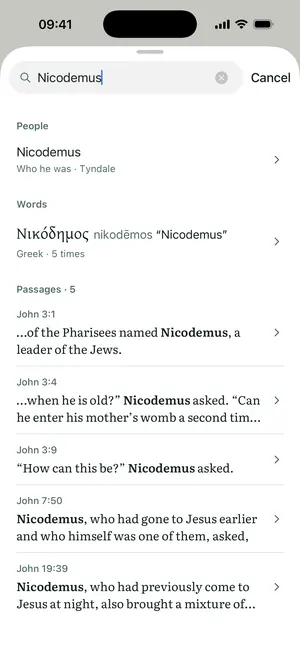 09:41
Nicodemus
Cancel
People
Nicodemus
Who he was · Tyndale
Words
Νικόδημος nikodēmos “Nicodemus”
Greek · 5 times
Passages · 5
John 3:1
…of the Pharisees named Nicodemus, a
leader of the Jews.
John 3:4
…when he is old?” Nicodemus asked. “Can
he enter his mother’s womb a second tim…
John 3:9
“How can this be?” Nicodemus asked.
John 7:50
Nicodemus, who had gone to Jesus earlier
and who himself was one of them, asked,
John 19:39
Nicodemus, who had previously come to
Jesus at night, also brought a mixture of…